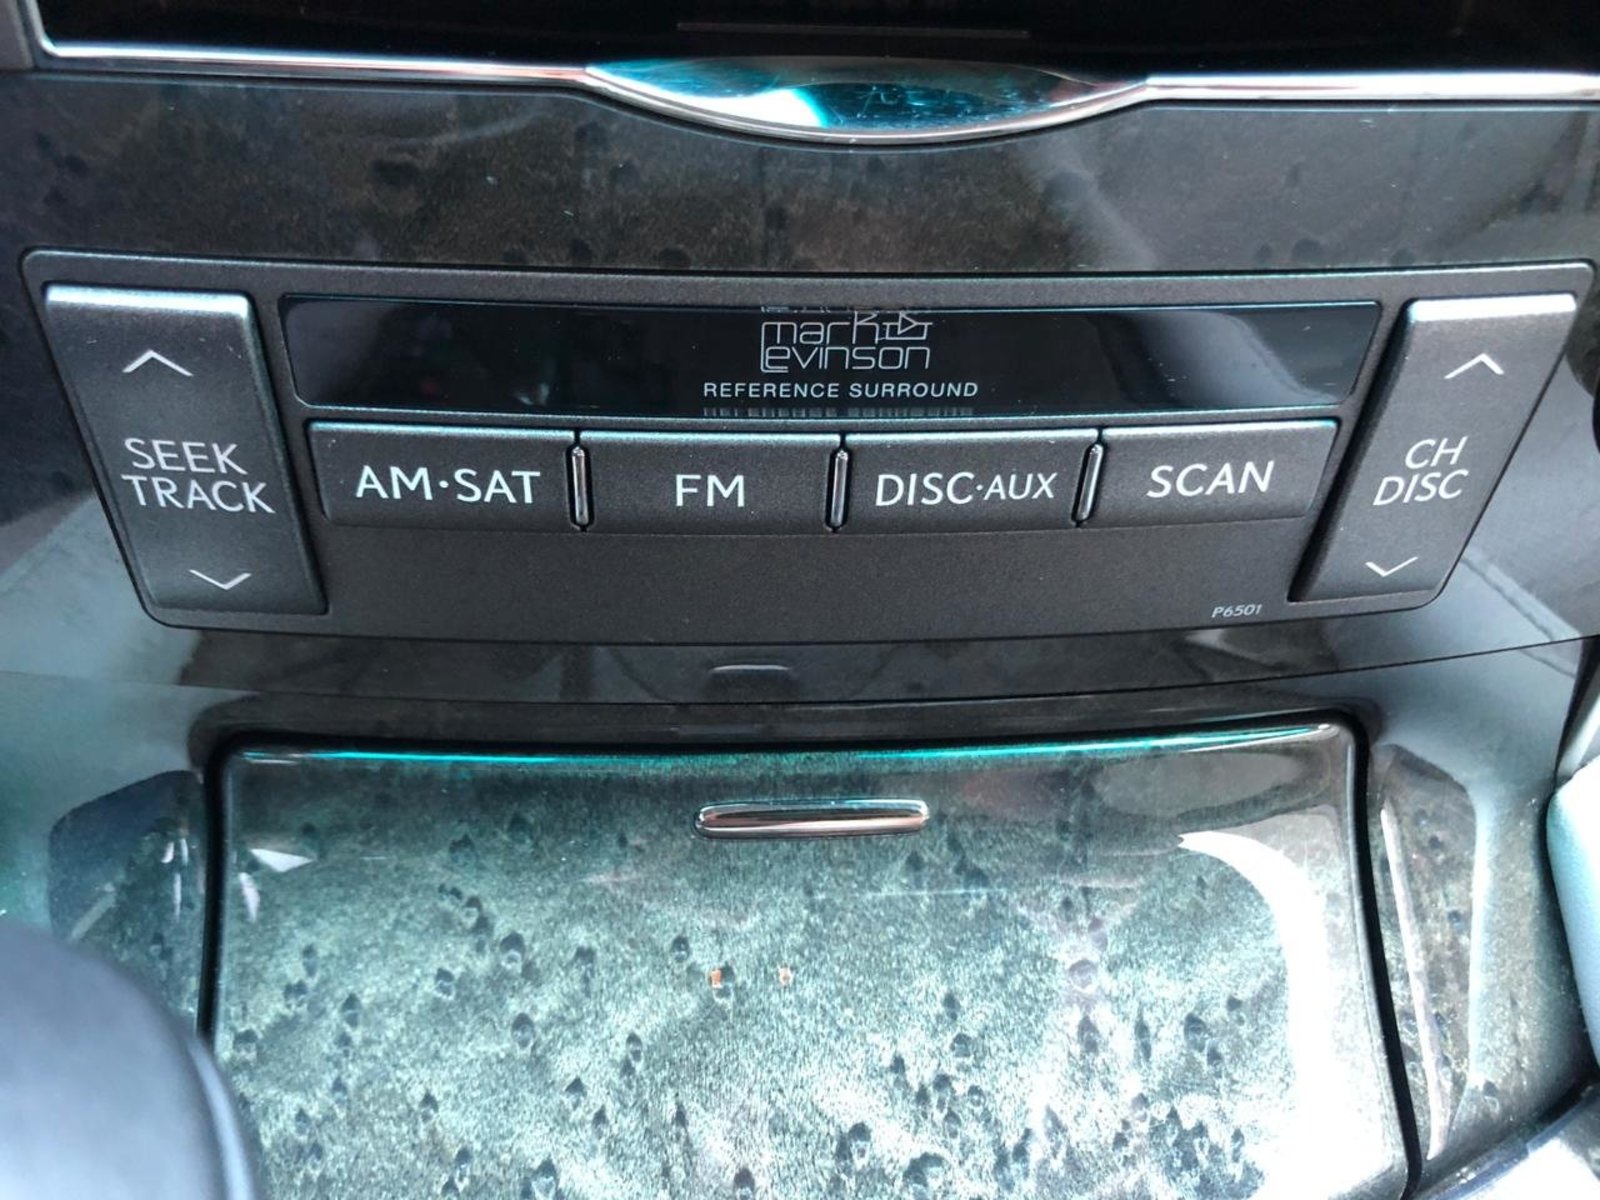 mark
Levinson
REFERENCE SURROUND
SEEK
TRACK
AM·SAT
FM
DISC·AUX
SCAN
CH
DISC
P6501